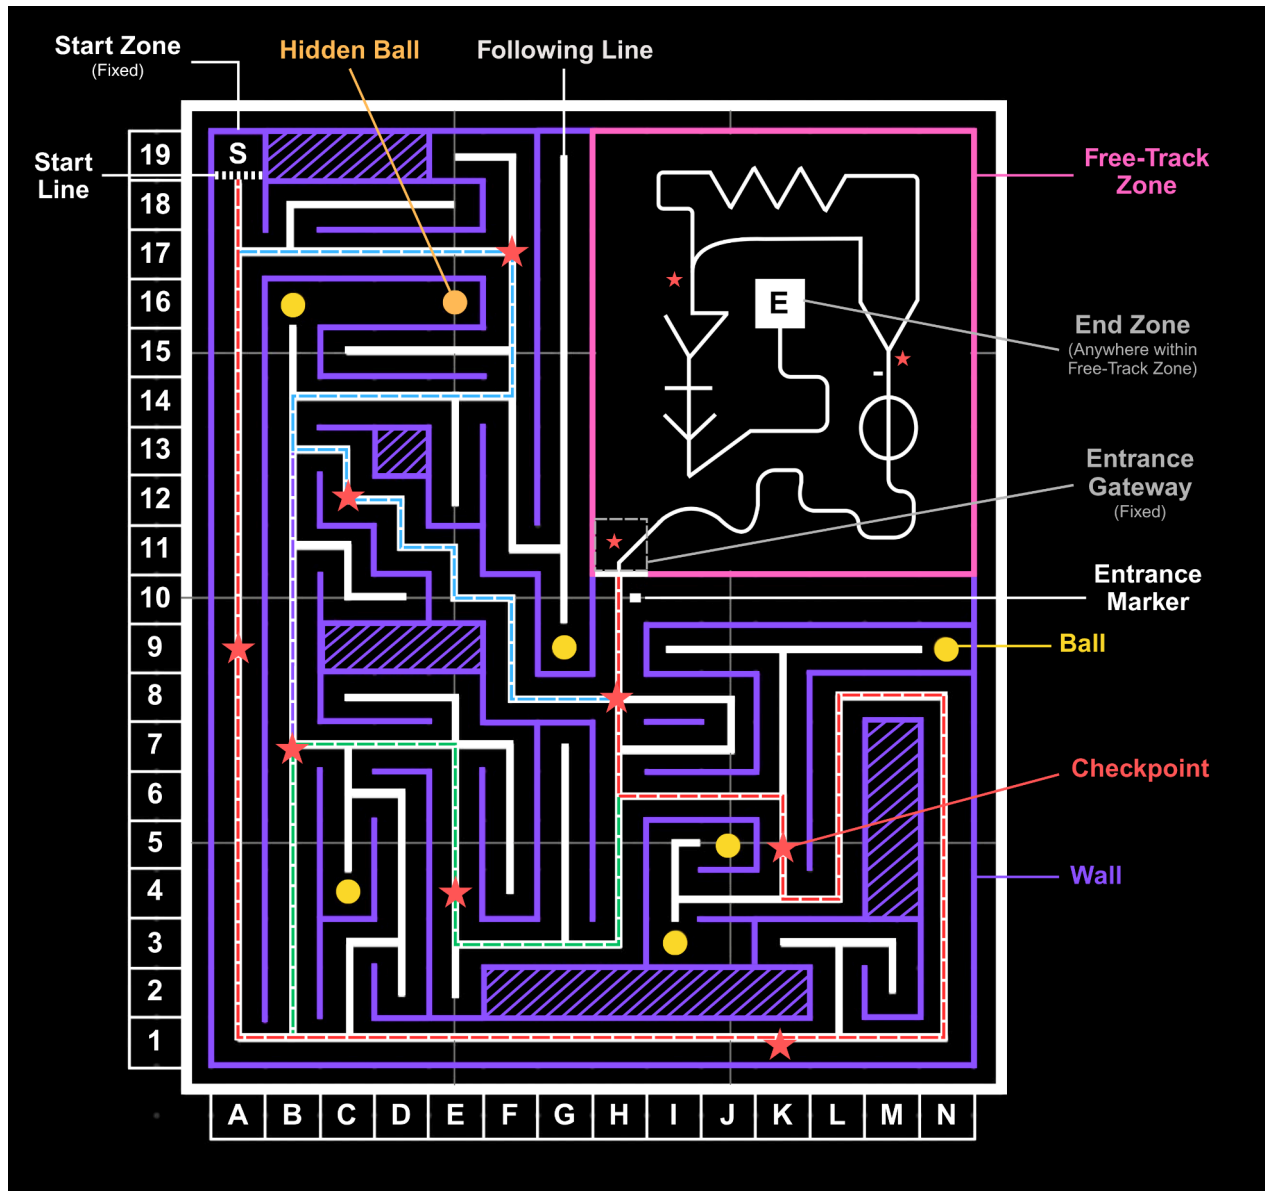 Start Zone
(Fixed)
Hidden Ball
Following Line
Start
Line
19
S
18
17
16
15
14
13
12
11
10
9
8
7
6
5
4
3
2
1
A B C D E F G H I J K L M N
E
Free-Track
Zone
End Zone
(Anywhere within
Free-Track Zone)
Entrance
Gateway
(Fixed)
Entrance
Marker
Ball
Checkpoint
Wall